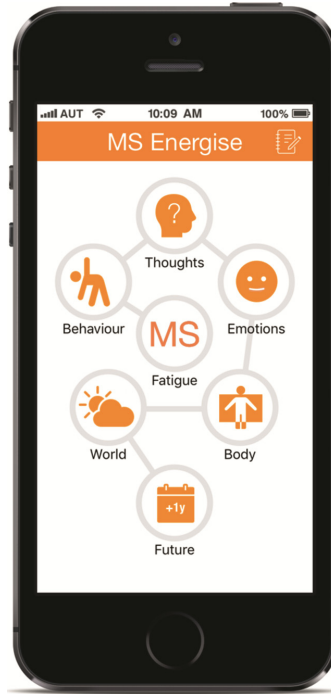 AUT 10:09 AM 100%
MS Energise
?
Thoughts
Behaviour
Emotions
MS
Fatigue
World
Body
+1y
Future